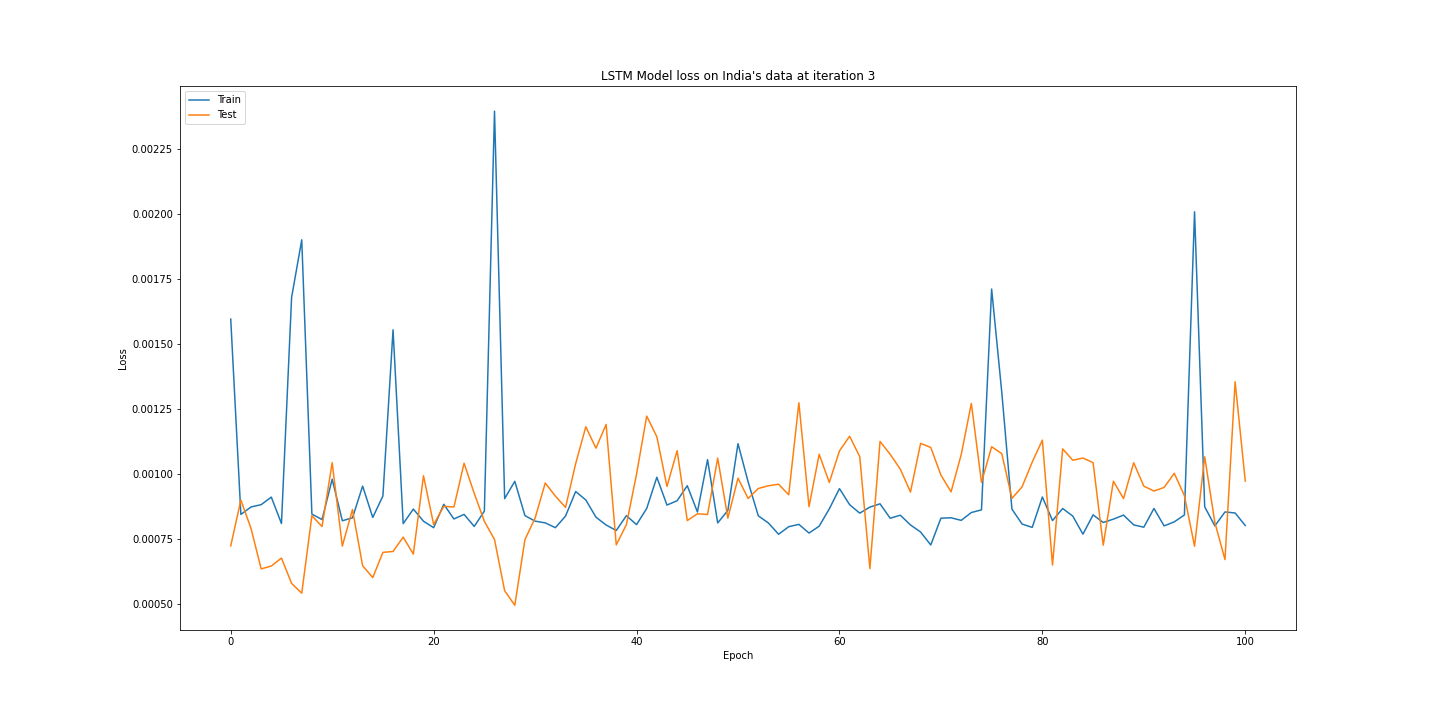 LSTM Model loss on India's data at iteration 3
Train
Test
0.00225
0.00200
0.00175
0.00150
0.00125
0.00100
0.00075
0.00050
Loss
0 20 40 60 80 100
Epoch